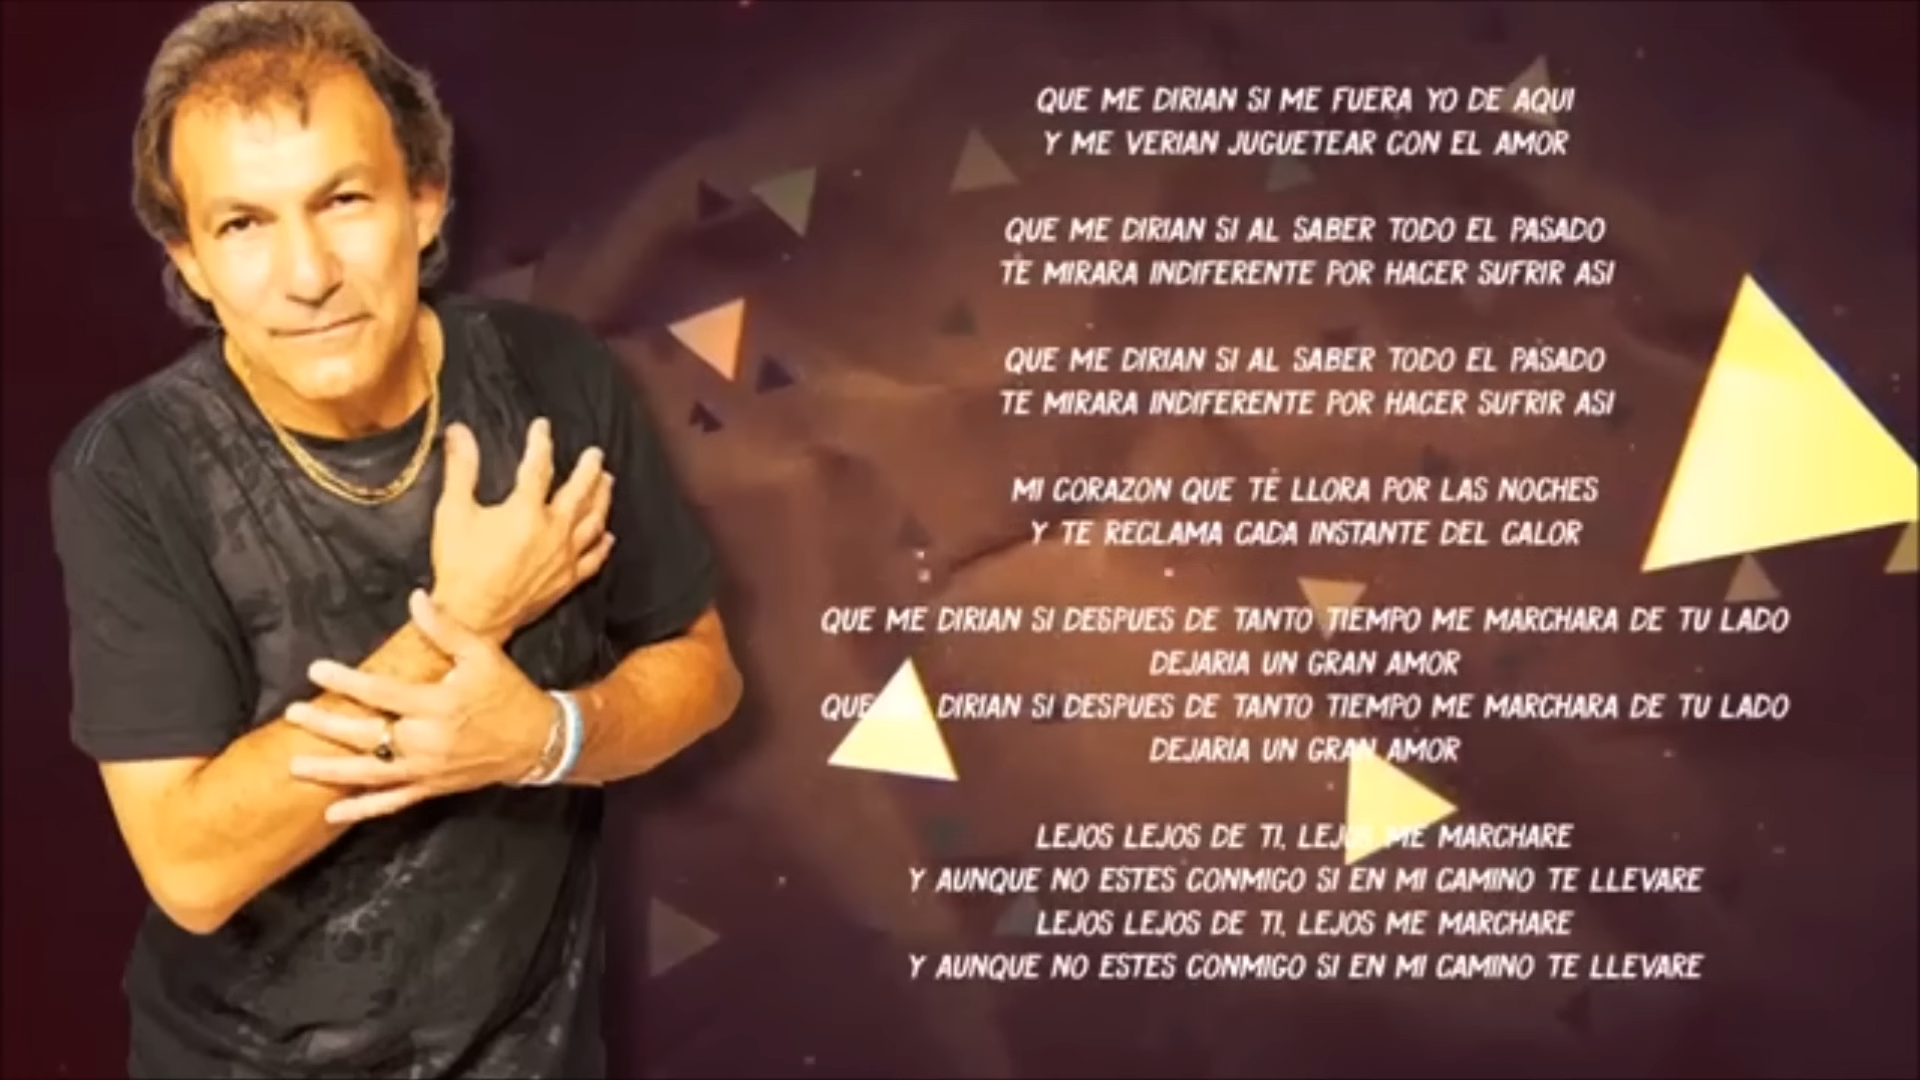 QUE ME DIRIAN SI ME FUERA YO DE AQUI
Y ME VERIAN JUGUETEAR CON EL AMOR
QUE ME DIRIAN SI AL SABER TODO EL PASADO
TE MIRARA INDIFERENTE POR HACER SUFRIR ASI
QUE ME DIRIAN SI AL SABER TODO EL PASADO
TE MIRARA INDIFERENTE POR HACER SUFRIR ASI
MI CORAZON QUE TE LLORA POR LAS NOCHES
Y TE RECLAMA CADA INSTANTE DEL CALOR
QUE ME DIRIAN SI DESPUES DE TANTO TIEMPO ME MARCHARA DE TU LADO
DEJARIA UN GRAN AMOR
QUE DIRIAN SI DESPUES DE TANTO TIEMPO ME MARCHARA DE TU LADO
DEJARIA UN GRAN AMOR
LEJOS LEJOS DE TI, LEJOS ME MARCHARE
Y AUNQUE NO ESTES CONMIGO SI EN MI CAMINO TE LLEVARE
LEJOS LEJOS DE TI, LEJOS ME MARCHARE
Y AUNQUE NO ESTES CONMIGO SI EN MI CAMINO TE LLEVARE